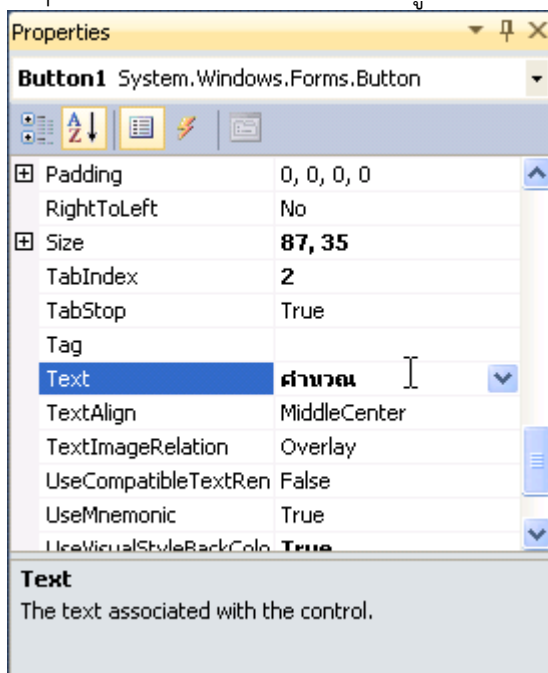 Properties
Button1 System.Windows.Forms.Button
Padding 0, 0, 0, 0
RightToLeft No
Size 87, 35
TabIndex 2
TabStop True
Tag
Text คำนวณ
TextAlign MiddleCenter
TextImageRelation Overlay
UseCompatibleTextRen False
UseMnemonic True
UseVisualStyleBackColo True
Text
The text associated with the control.